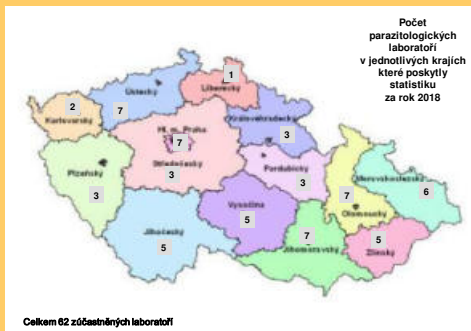 Počet
parazitologických
laboratoří
v jednotlivých krajích
které poskytly
statistiku
za rok 2018
1
Liberecký
Ústecký
7
2
Karlovarský
Královéhradecký
3
Hl. m. Praha
7
Středočeský
3
Plzeňský
3
Pardubický
3
Moravskoslezský
6
7
Olomoucký
Vysočina
5
Jihočeský
5
7
Jihomoravský
5
Zlínský
Celkem 62 zúčastněných laboratoří